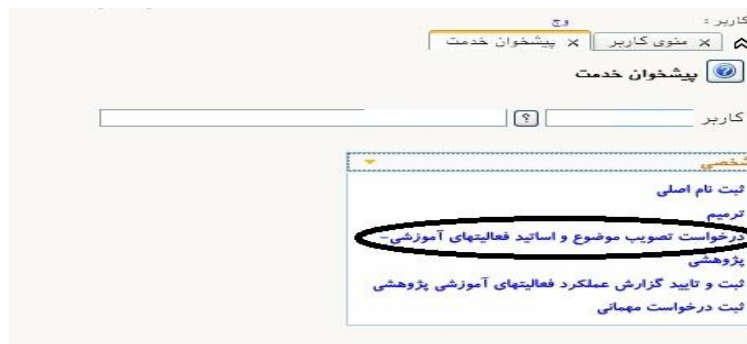 کاربر : وج
منوی کاربر × پیشخوان خدمت ×
پیشخوان خدمت
کاربر ?
شخصی
ثبت نام اصلی
ترمیم
درخواست تصویب موضوع و اساتید فعالیتهای آموزشی-
پژوهشی
ثبت و تایید گزارش عملکرد فعالیتهای آموزشی پژوهشی
ثبت درخواست مهمانی